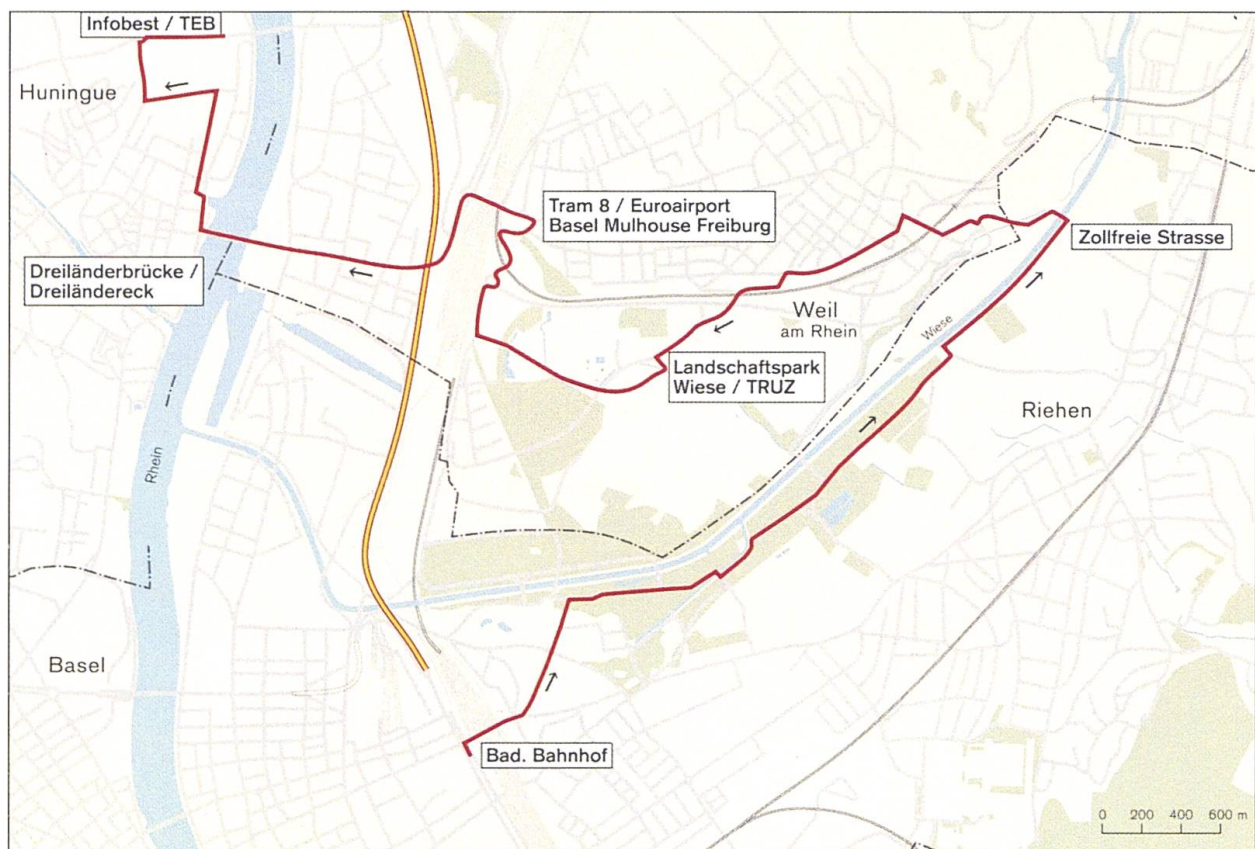 Infobest / TEB
Huningue
Tram 8 / Euroairport
Basel Mulhouse Freiburg
Zollfreie Strasse
Dreiländerbrücke /
Dreiländereck
Weil
am Rhein
Wiese
Landschaftspark
Wiese / TRUZ
Riehen
Rhein
Basel
Bad. Bahnhof
0 200 400 600 m